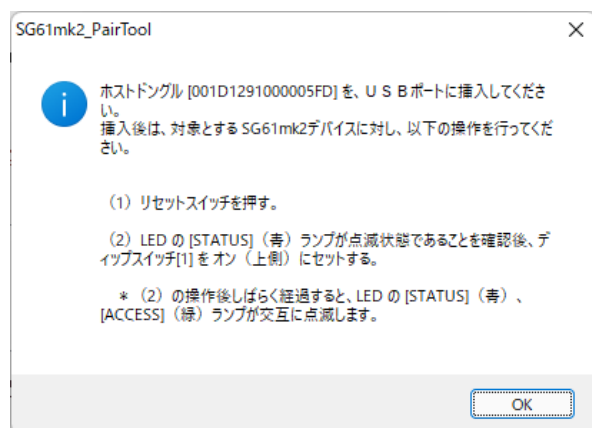 SG61mk2_PairTool
ホストドングル [001D1291000005FD] を、ＵＳＢポートに挿入してくださ
い。
挿入後は、対象とする SG61mk2デバイスに対し、以下の操作を行ってくだ
さい。
（1）リセットスイッチを押す。
（2）LED の [STATUS]（青）ランプが点滅状態であることを確認後、デ
ィップスイッチ[1] を オン（上側）にセットする。
＊（2）の操作後しばらく経過すると、LED の [STATUS]（青）、
[ACCESS]（緑）ランプが交互に点滅します。
OK